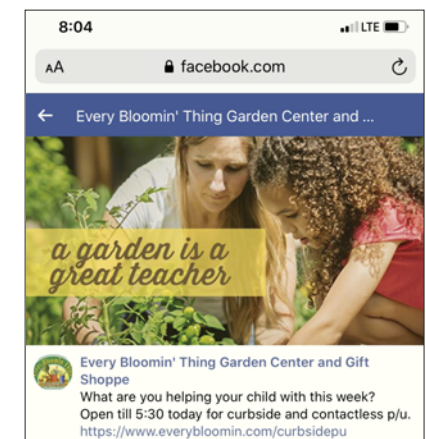 8:04 LTE
AA facebook.com
Every Bloomin' Thing Garden Center and ...
a garden is a
great teacher
Every Bloomin' Thing Garden Center and Gift
Shoppe
What are you helping your child with this week?
Open till 5:30 today for curbside and contactless p/u.
https://www.everybloomin.com/curbsidepu